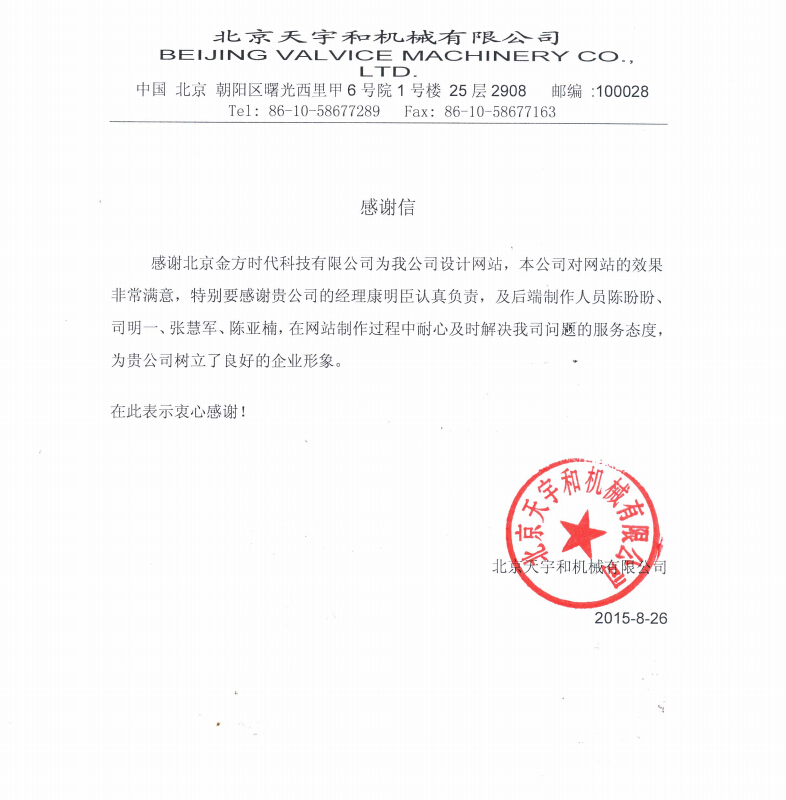 北京天宇和机械有限公司
BEIJING VALVICE MACHINERY CO.,
LTD.
中国 北京 朝阳区曙光西里甲6号院1号楼 25层2908 邮编 :100028
Tel: 86-10-58677289 Fax: 86-10-58677163
感谢信
感谢北京金方时代科技有限公司为我公司设计网站，本公司对网站的效果
非常满意，特别要感谢贵公司的经理康明臣认真负责，及后端制作人员陈盼盼、
司明一、张慧军、陈亚楠，在网站制作过程中耐心及时解决我司问题的服务态度，
为贵公司树立了良好的企业形象。
在此表示衷心感谢！
北京天宇和机械有限公司
北京天宇和机械有限公司
2015-8-26